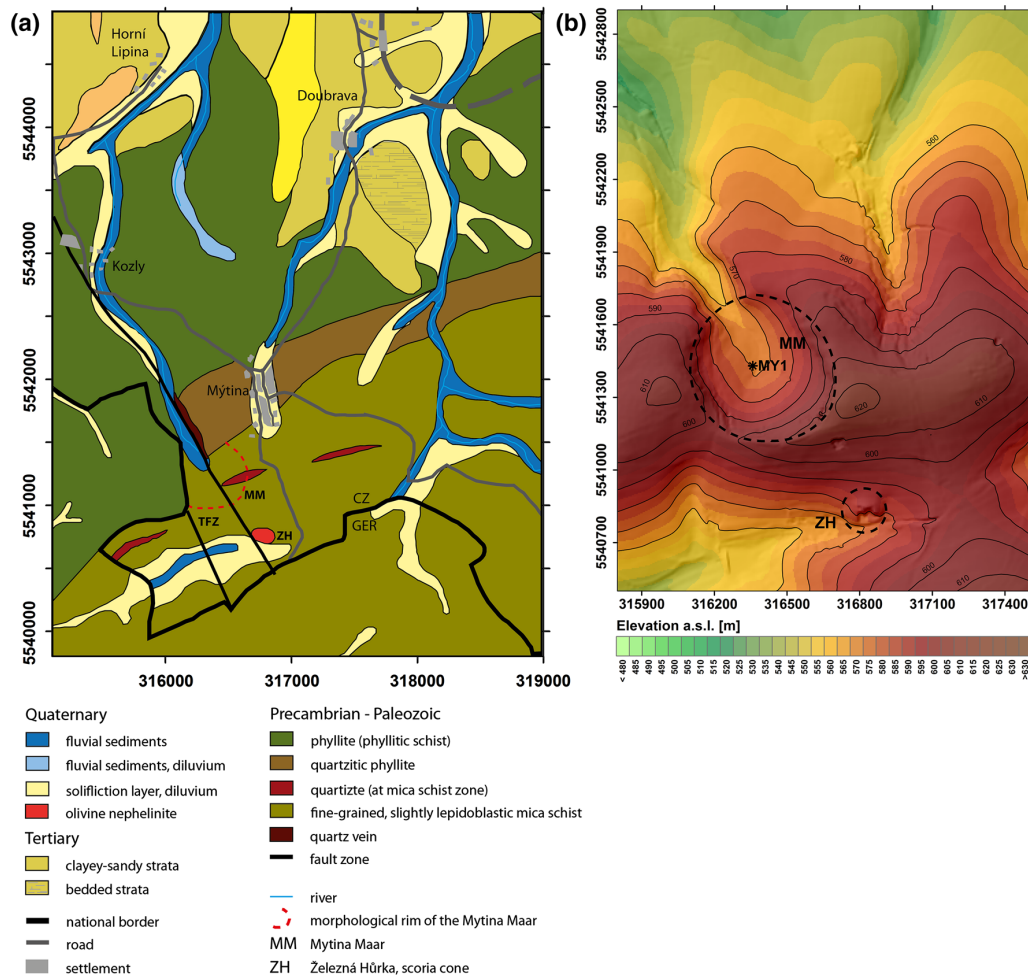 (a)
Horní
Lipina
Doubrava
Kozly
Mýtina
MM
TFZ
ZH
CZ
GER
5544000
5543000
5542000
5541000
5540000
316000 317000 318000 319000
(b)
5542800
5542500
5542200
5541900
5541600
5541300
5541000
5540700
560
570
580
590
MM
MY1
610
620
600
600
610
ZH
600
610
315900 316200 316500 316800 317100 317400
Elevation a.s.l. [m]
< 480 485 490 495 500 505 510 515 520 525 530 535 540 545 550 555 560 565 570 575 580 585 590 595 600 605 610 615 620 625 630 >630
Quaternary
fluvial sediments
fluvial sediments, diluvium
solifliction layer, diluvium
olivine nephelinite
Tertiary
clayey-sandy strata
bedded strata
national border
road
settlement
Precambrian - Paleozoic
phyllite (phyllitic schist)
quartzitic phyllite
quartizte (at mica schist zone)
fine-grained, slightly lepidoblastic mica schist
quartz vein
fault zone
river
morphological rim of the Mytina Maar
MM Mytina Maar
ZH Železná Hůrka, scoria cone